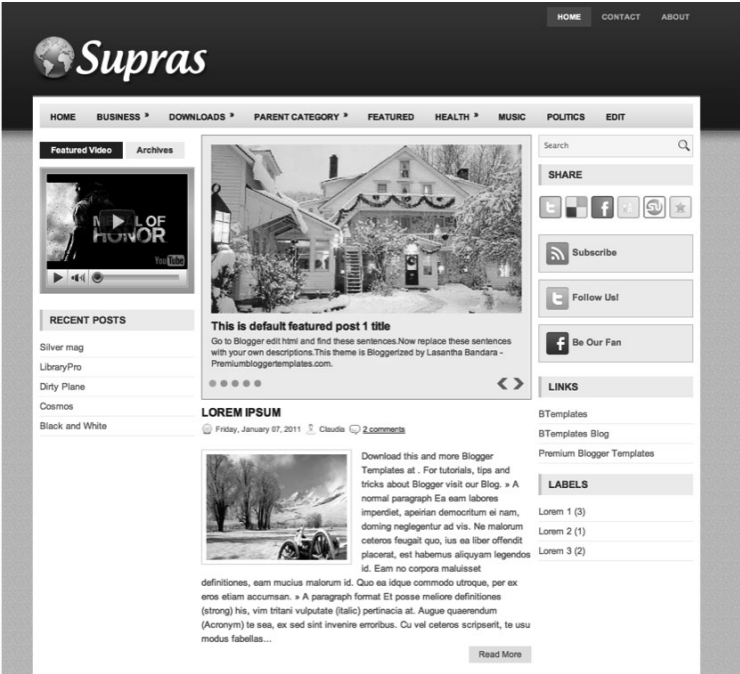 HOME CONTACT ABOUT
Supras
HOME BUSINESS » DOWNLOADS » PARENT CATEGORY » FEATURED HEALTH » MUSIC POLITICS EDIT
Featured Video Archives
MEDAL OF
HONOR
YouTube
RECENT POSTS
Silver mag
LibraryPro
Dirty Plane
Cosmos
Black and White
This is default featured post 1 title
Go to Blogger edit html and find these sentences.Now replace these sentences
with your own descriptions.This theme is Bloggerized by Lasantha Bandara -
Premiumbloggertemplates.com.
LOREM IPSUM
Friday, January 07, 2011 Claudia 2 comments
Download this and more Blogger
Templates at . For tutorials, tips and
tricks about Blogger visit our Blog. » A
normal paragraph Ea eam labores
imperdiet, apeirian democritum ei nam,
doming neglegentur ad vis. Ne malorum
ceteros feugait quo, ius ea liber offendit
placerat, est habemus aliquyam legendos
id. Eam no corpora maluisset
definitiones, eam mucius malorum id. Quo ea idque commodo utroque, per ex
eros etiam accumsan. » A paragraph format Et posse meliore definitiones
(strong) his, vim tritani vulputate (italic) pertinacia at. Augue quaerendum
(Acronym) te sea, ex sed sint invenire erroribus. Cu vel ceteros scripserit, te usu
modus fabellas...
Read More
Search
SHARE
Subscribe
Follow Us!
Be Our Fan
LINKS
BTemplates
BTemplates Blog
Premium Blogger Templates
LABELS
Lorem 1 (3)
Lorem 2 (1)
Lorem 3 (2)